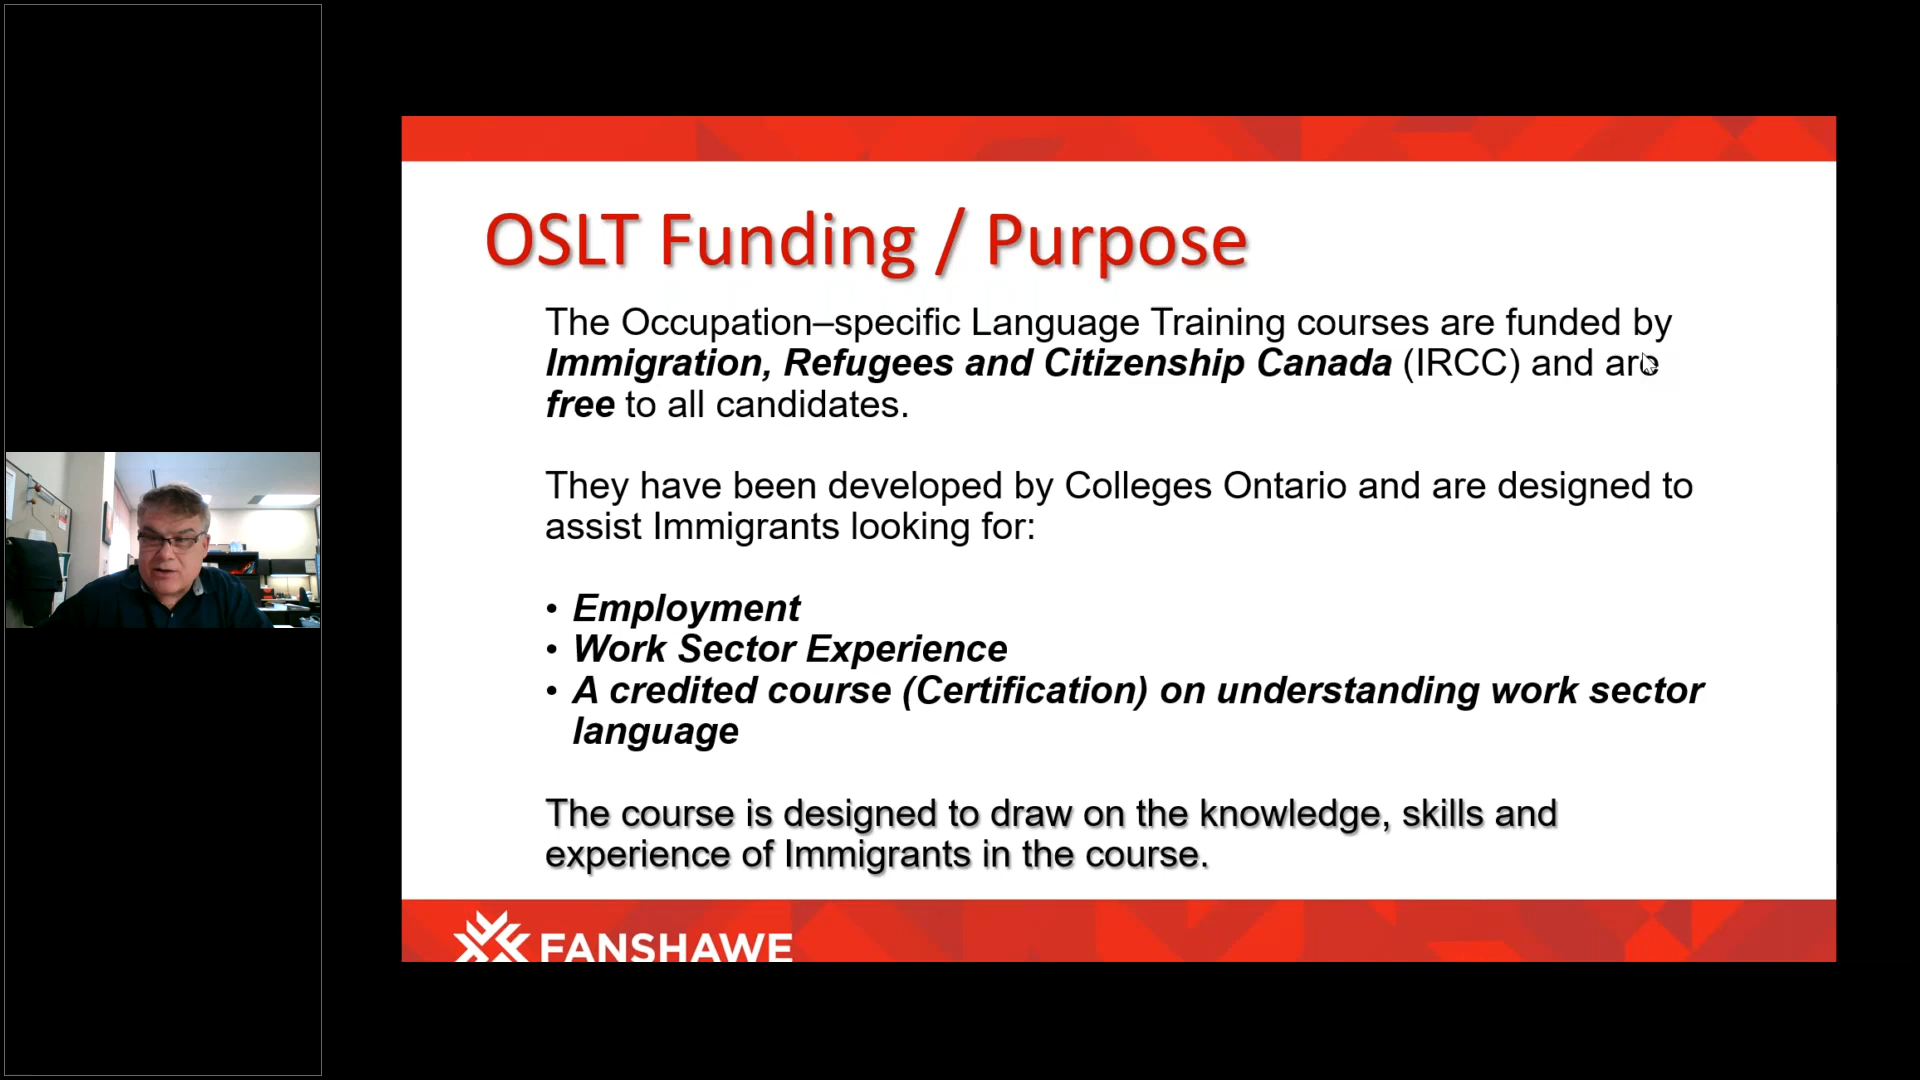 OSLT Funding / Purpose
The Occupation–specific Language Training courses are funded by
Immigration, Refugees and Citizenship Canada (IRCC) and are
free to all candidates.
They have been developed by Colleges Ontario and are designed to
assist Immigrants looking for:
• Employment
• Work Sector Experience
• A credited course (Certification) on understanding work sector
language
The course is designed to draw on the knowledge, skills and
experience of Immigrants in the course.
FANSHAWE